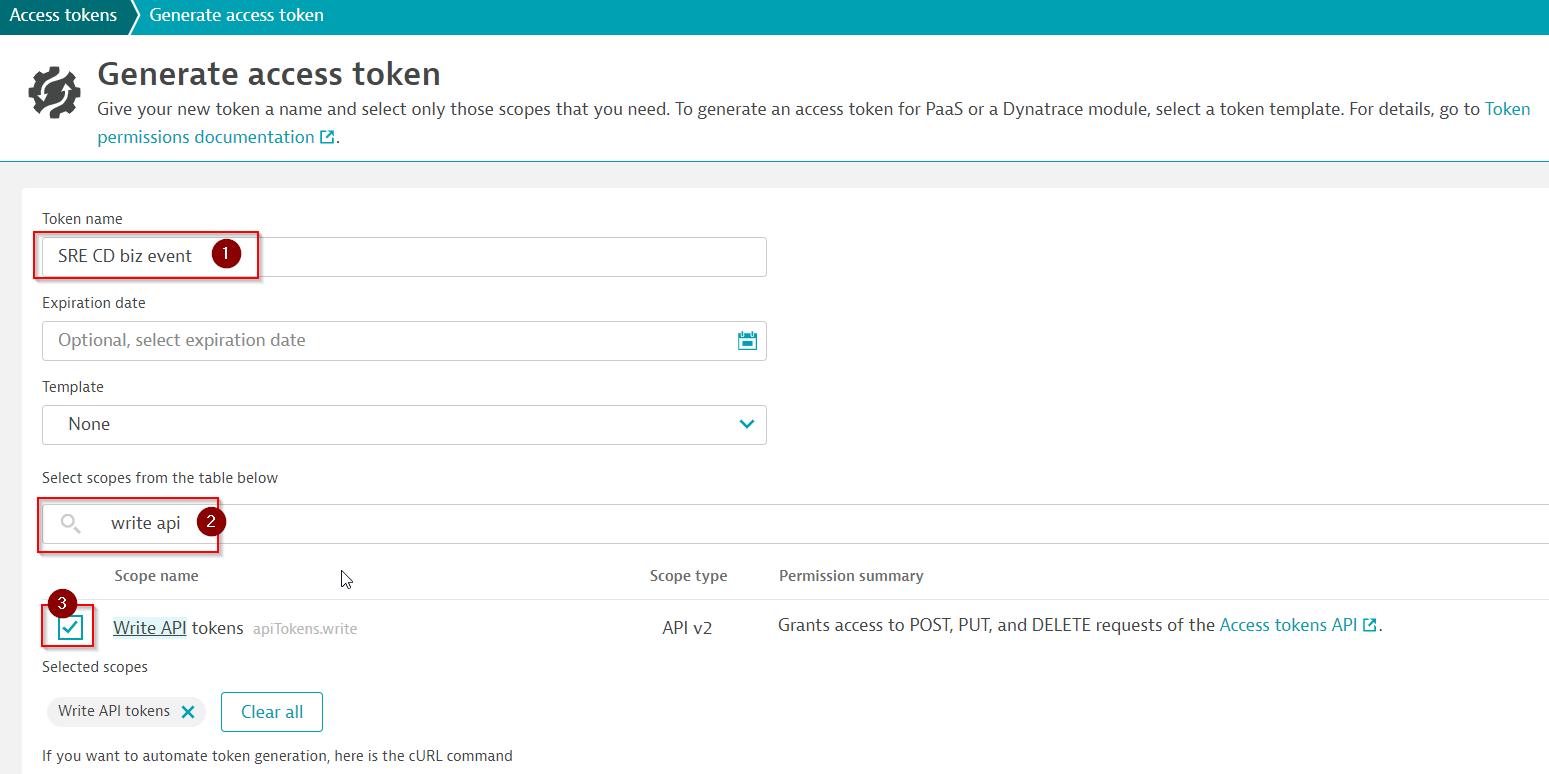 Access tokens Generate access token
Generate access token
Give your new token a name and select only those scopes that you need. To generate an access token for PaaS or a Dynatrace module, select a token template. For details, go to Token
permissions documentation.
Token name
SRE CD biz event 1
Expiration date
Optional, select expiration date
Template
None
Select scopes from the table below
write api 2
Scope name Scope type Permission summary
3
Write API tokens apiTokens.write API v2 Grants access to POST, PUT, and DELETE requests of the Access tokens API.
Selected scopes
Write API tokens Clear all
If you want to automate token generation, here is the cURL command